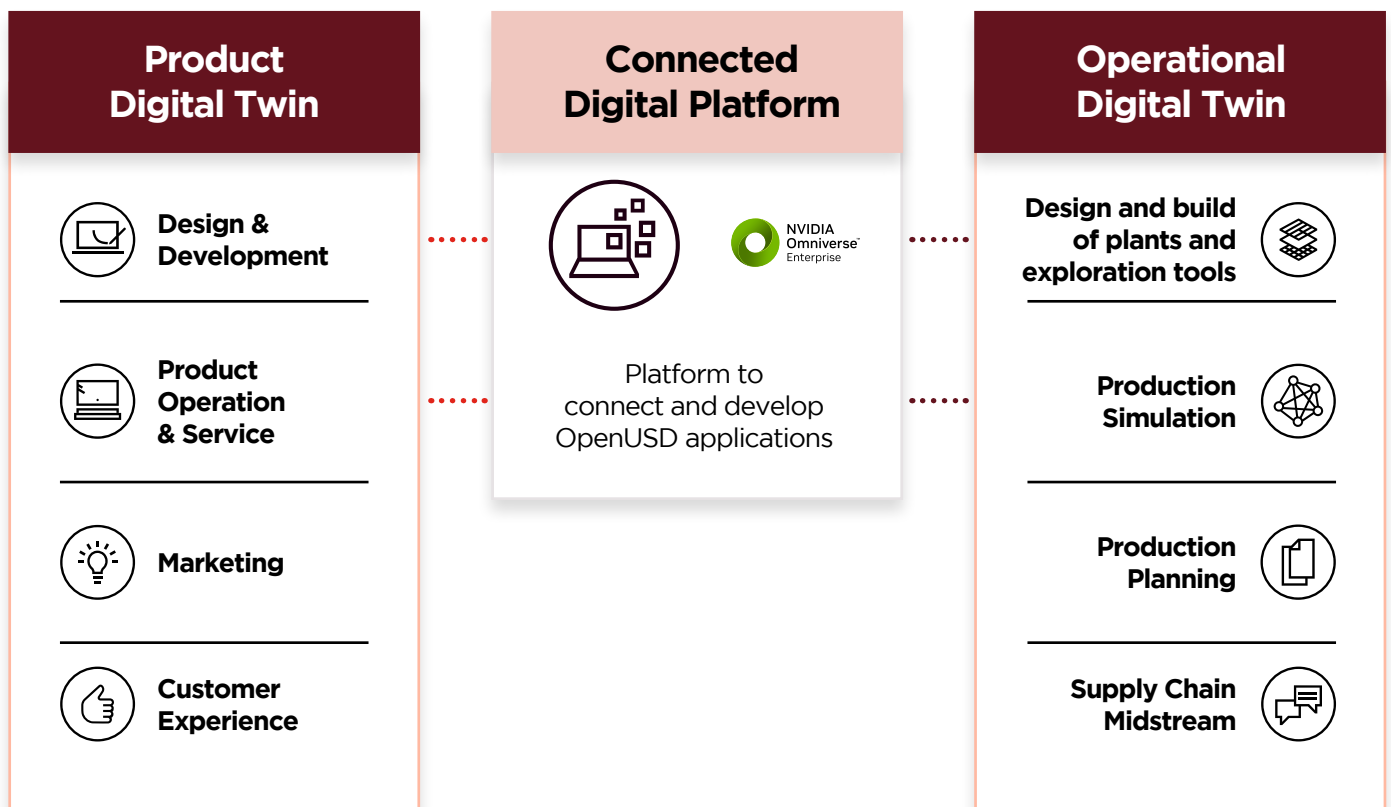 Product
Digital Twin
Design &
Development
Product
Operation
& Service
Marketing
Customer
Experience
Connected
Digital Platform
NVIDIA
Omniverse™
Enterprise
Platform to
connect and develop
OpenUSD applications
Operational
Digital Twin
Design and build
of plants and
exploration tools
Production
Simulation
Production
Planning
Supply Chain
Midstream